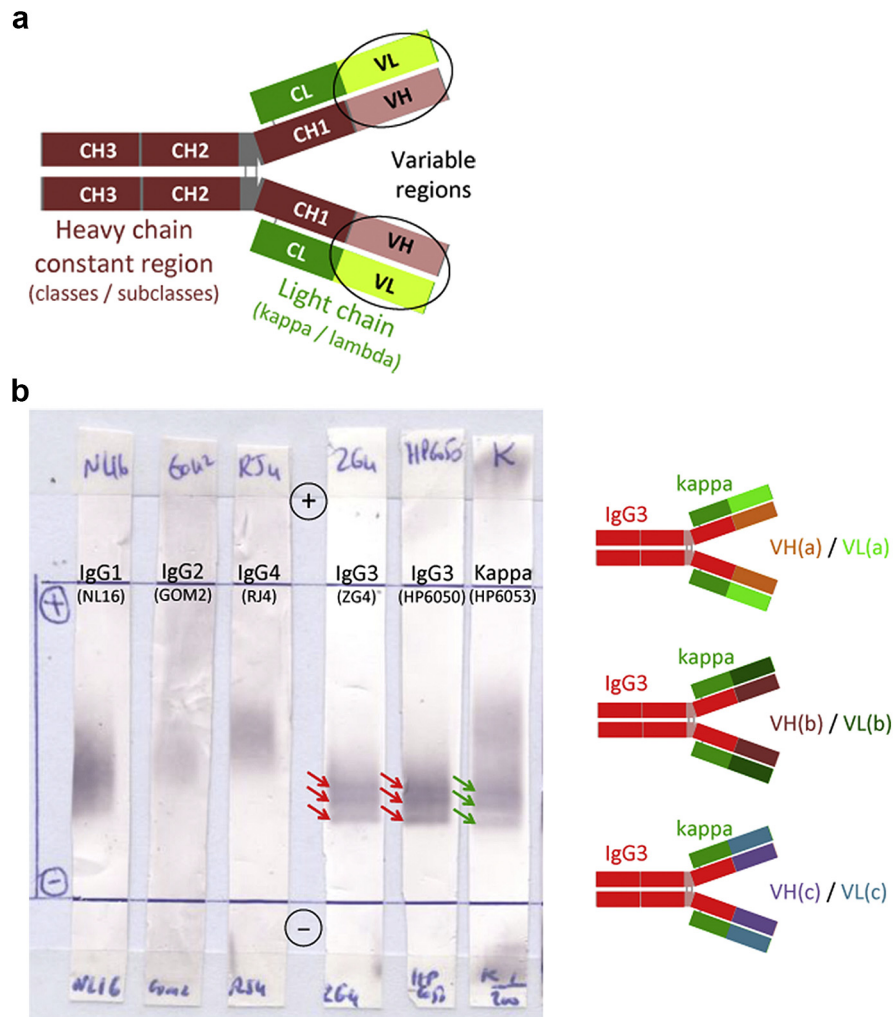 a
CL
VL
CH1
VH
CH3
CH2
CH3
CH2
Variable
regions
CH1
VH
CL
VL
Heavy chain
constant region
(classes / subclasses)
Light chain
(kappa / lambda)
b
NL16
GOM2
RJ4
ZG4
HP6050
K
+
IgG1
(NL16)
IgG2
(GOM2)
IgG4
(RJ4)
IgG3
(ZG4)
IgG3
(HP6050)
Kappa
(HP6053)
+
−
−
NL16
Gom2
RJ4
ZG4
HP
6050
K
200
kappa
IgG3
VH(a) / VL(a)
kappa
IgG3
VH(b) / VL(b)
kappa
IgG3
VH(c) / VL(c)